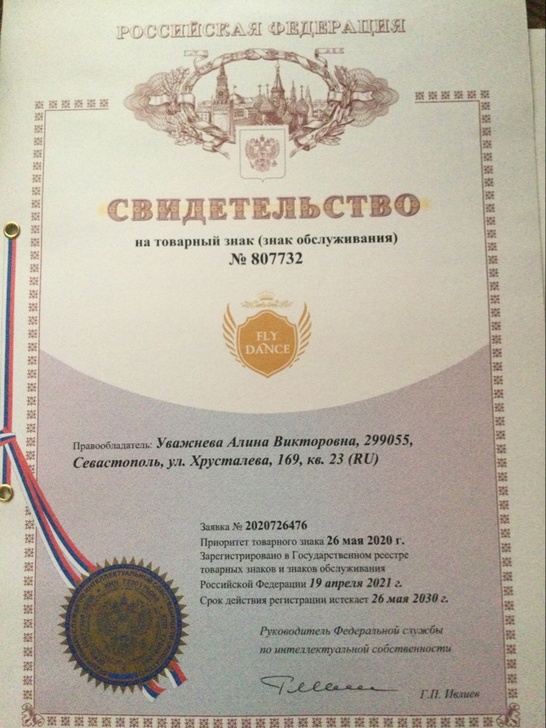 РОССИЙСКАЯ ФЕДЕРАЦИЯ
СВИДЕТЕЛЬСТВО
на товарный знак (знак обслуживания)
№ 807732
FLY
DANCE
Правообладатель: Уважнева Алина Викторовна, 299055,
Севастополь, ул. Хрусталева, 169, кв. 23 (RU)
Заявка № 2020726476
Приоритет товарного знака 26 мая 2020 г.
Зарегистрировано в Государственном реестре
товарных знаков и знаков обслуживания
Российской Федерации 19 апреля 2021 г.
Срок действия регистрации истекает 26 мая 2030 г.
Руководитель Федеральной службы
по интеллектуальной собственности
Г.П. Ивлиев
807732